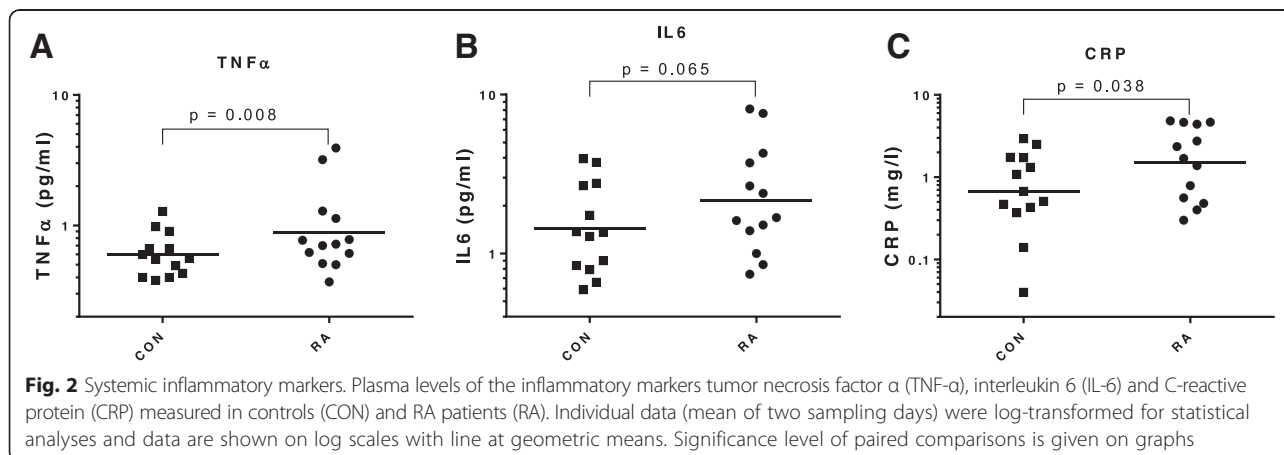 A
TNFα
p = 0.008
TNFα (pg/ml)
10
1
CON
RA
B
IL6
p = 0.065
IL6 (pg/ml)
10
1
CON
RA
C
CRP
p = 0.038
CRP (mg/l)
10
1
0.1
CON
RA
Fig. 2 Systemic inflammatory markers. Plasma levels of the inflammatory markers tumor necrosis factor α (TNF-α), interleukin 6 (IL-6) and C-reactive
protein (CRP) measured in controls (CON) and RA patients (RA). Individual data (mean of two sampling days) were log-transformed for statistical
analyses and data are shown on log scales with line at geometric means. Significance level of paired comparisons is given on graphs